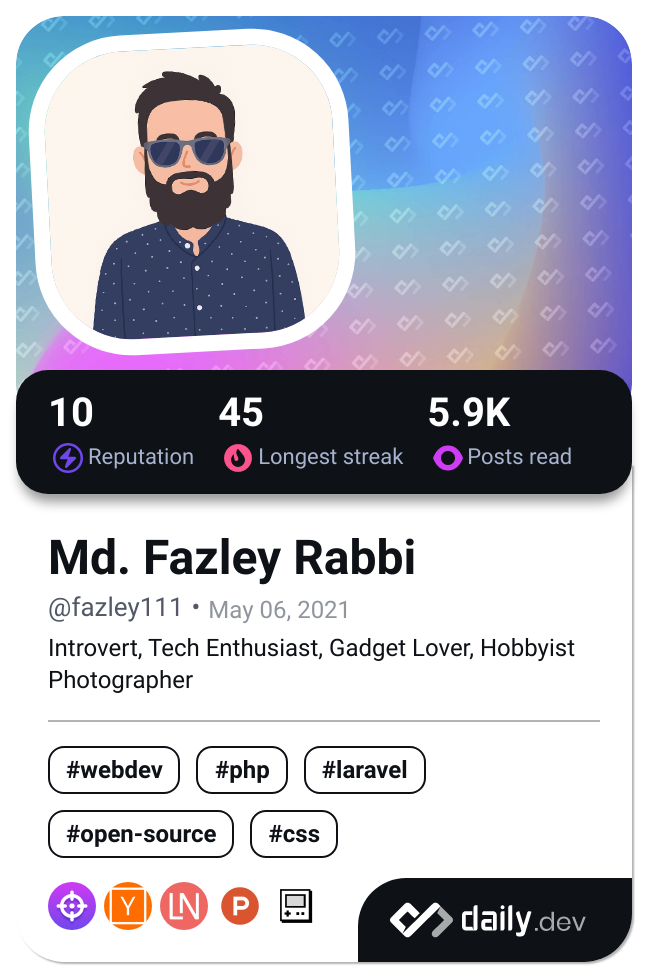 10 45 5.9K
Reputation Longest streak Posts read
Md. Fazley Rabbi
@fazley111 • May 06, 2021
Introvert, Tech Enthusiast, Gadget Lover, Hobbyist
Photographer
#webdev #php #laravel
#open-source #css
Y LN P
daily.dev